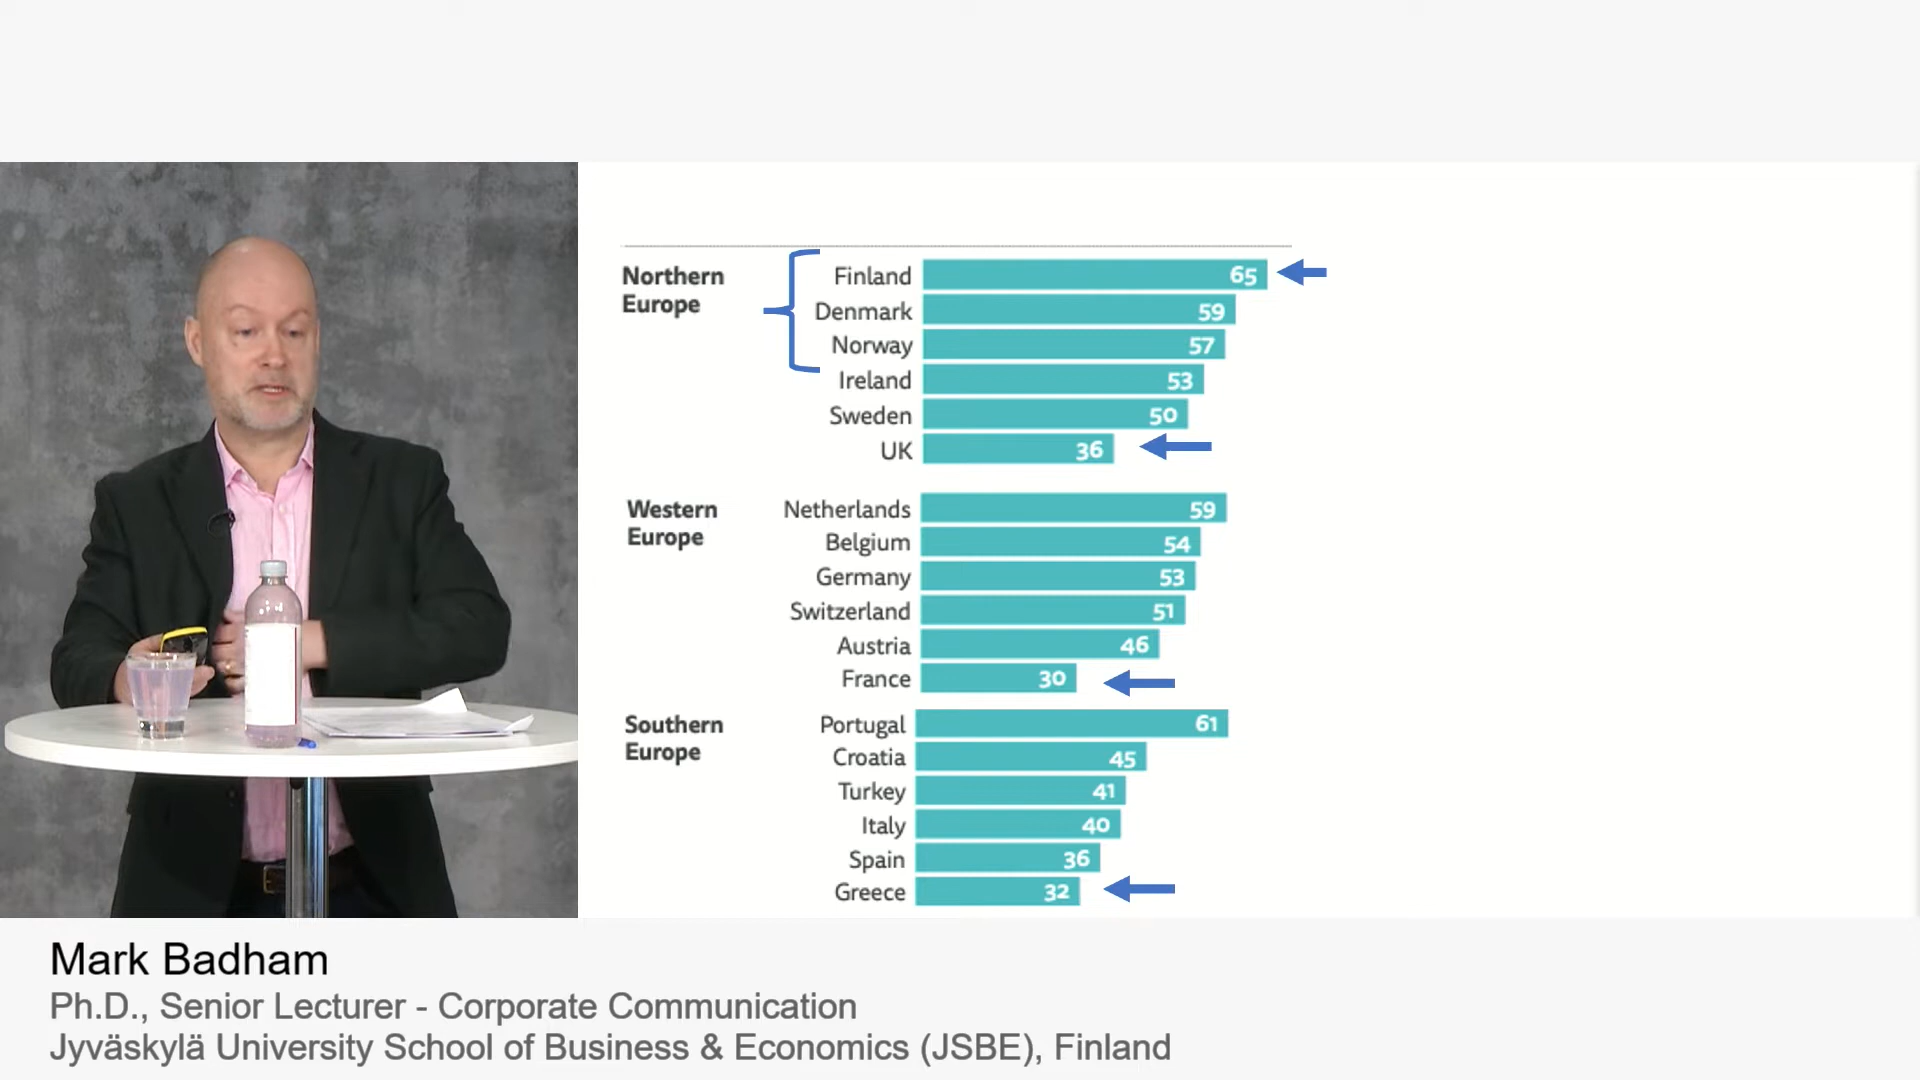 Northern
Europe
Finland 65
Denmark 59
Norway 57
Ireland 53
Sweden 50
UK 36
Western
Europe
Netherlands 59
Belgium 54
Germany 53
Switzerland 51
Austria 46
France 30
Southern
Europe
Portugal 61
Croatia 45
Turkey 41
Italy 40
Spain 36
Greece 32
Mark Badham
Ph.D., Senior Lecturer - Corporate Communication
Jyväskylä University School of Business & Economics (JSBE), Finland